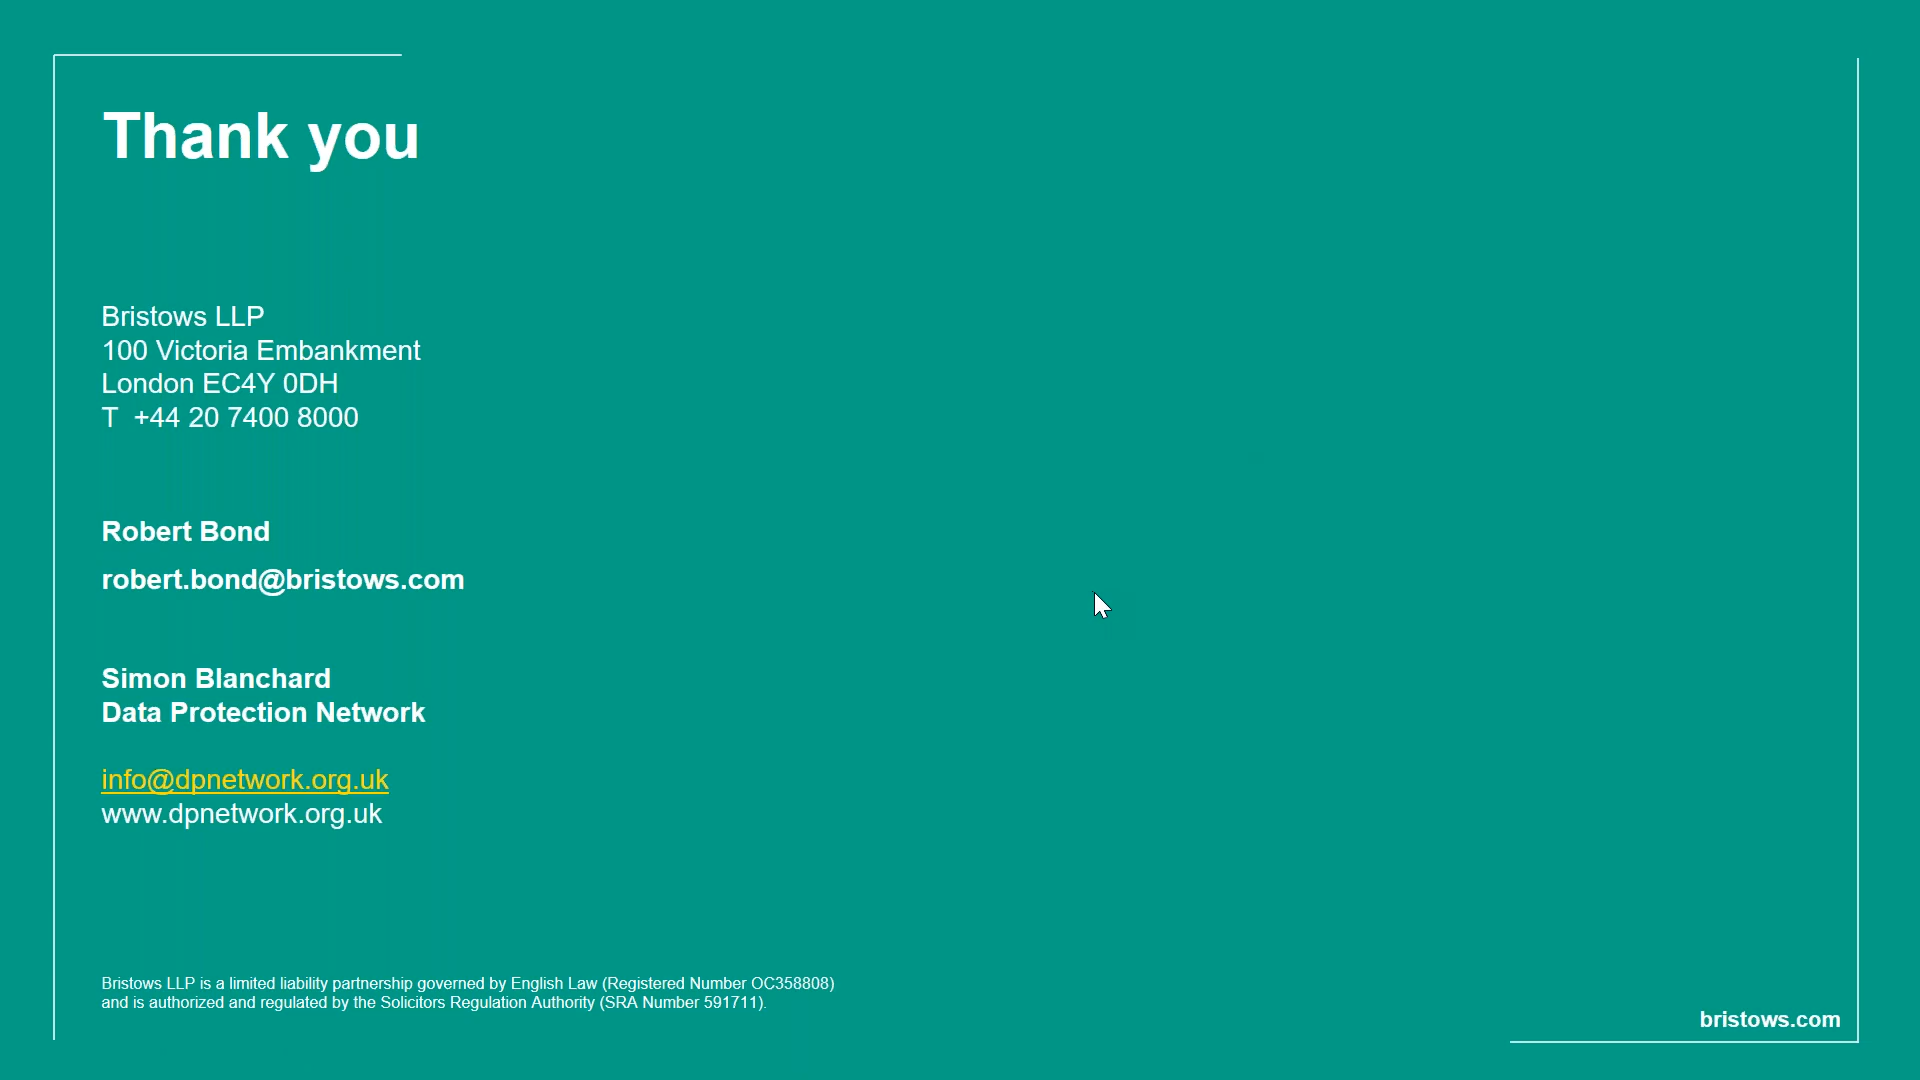 Thank you
Bristows LLP
100 Victoria Embankment
London EC4Y 0DH
T  +44 20 7400 8000
Robert Bond
robert.bond@bristows.com
Simon Blanchard
Data Protection Network
info@dpnetwork.org.uk
www.dpnetwork.org.uk
Bristows LLP is a limited liability partnership governed by English Law (Registered Number OC358808)
and is authorized and regulated by the Solicitors Regulation Authority (SRA Number 591711).
bristows.com